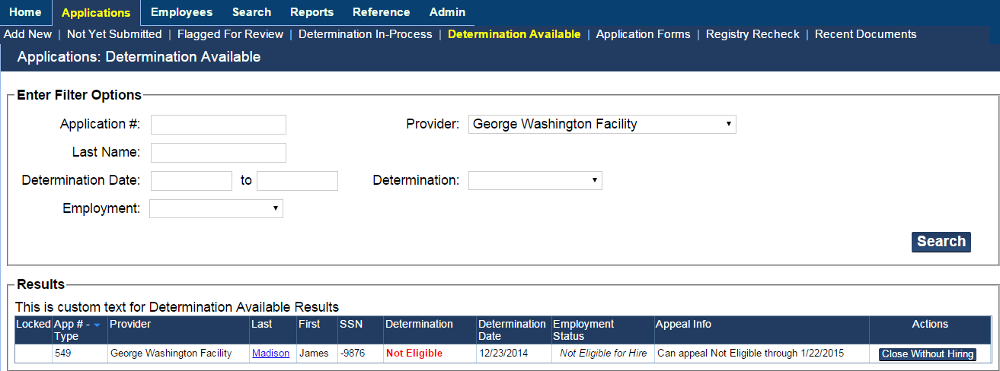 Home Applications Employees Search Reports Reference Admin
Add New | Not Yet Submitted | Flagged For Review | Determination In-Process | Determination Available | Application Forms | Registry Recheck | Recent Documents
Applications: Determination Available
Enter Filter Options
Application #: Provider: George Washington Facility
Last Name:
Determination Date: to Determination:
Employment:
Search
Results
This is custom text for Determination Available Results
Locked App # - Type Provider Last First SSN Determination Determination Date Employment Status Appeal Info Actions
549 George Washington Facility Madison James -9876 Not Eligible 12/23/2014 Not Eligible for Hire Can appeal Not Eligible through 1/22/2015 Close Without Hiring